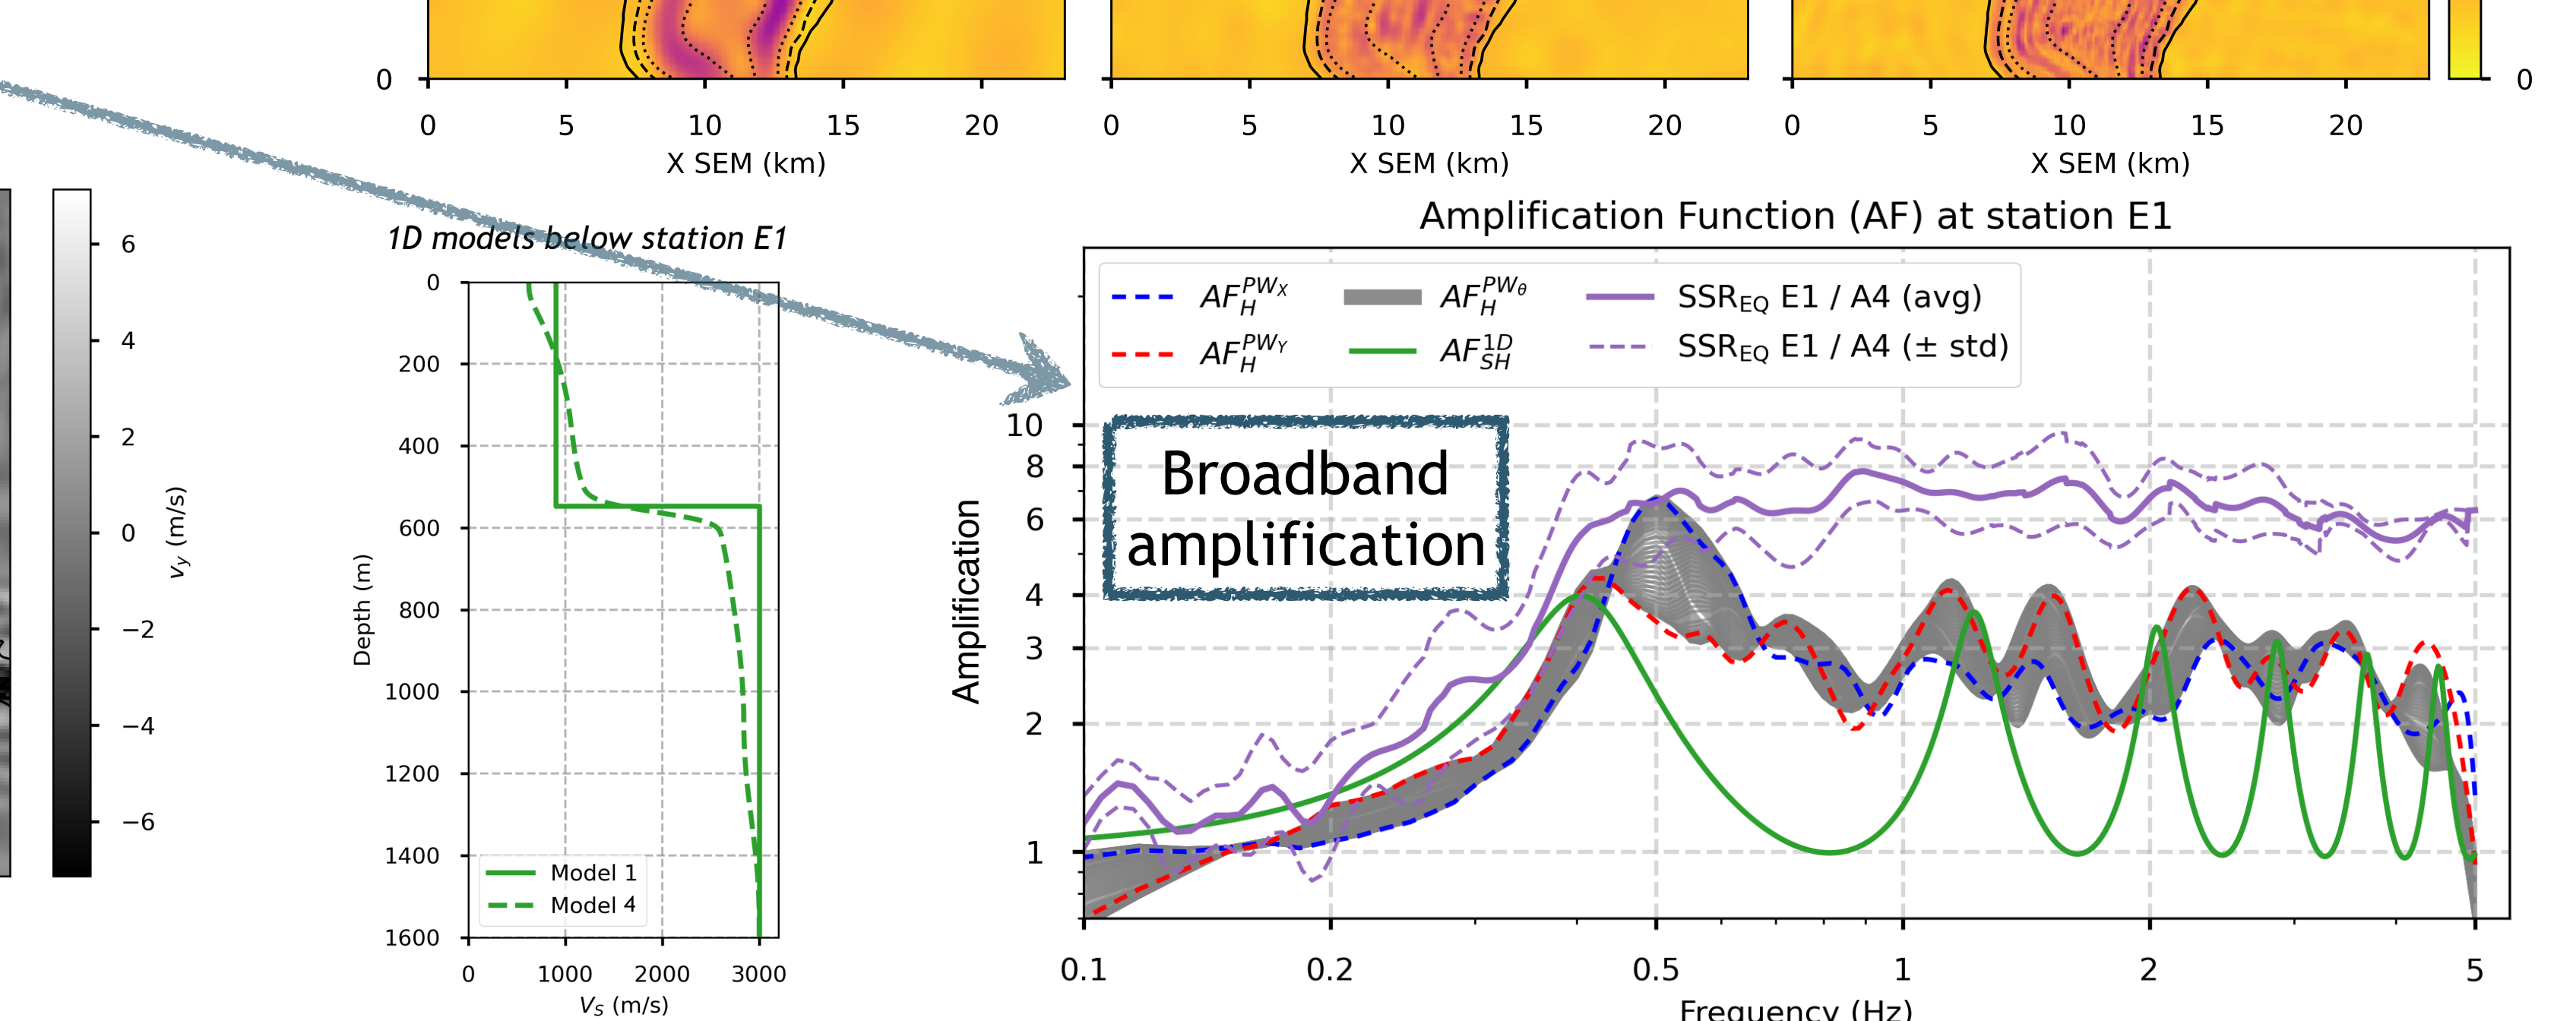 0
0
0 5 10 15 20
0 5 10 15 20
0 5 10 15 20
X SEM (km)
X SEM (km)
X SEM (km)
6
4
2
0
−2
−4
−6
v_y (m/s)
1D models below station E1
0
200
400
600
800
1000
1200
1400
1600
Depth (m)
Model 1
Model 4
0 1000 2000 3000
V_S (m/s)
Amplification Function (AF) at station E1
AF_H^{PW_X}
AF_H^{PW_Y}
AF_H^{PW_θ}
AF_{SH}^{1D}
SSR_{EQ} E1 / A4 (avg)
SSR_{EQ} E1 / A4 (± std)
Broadband
amplification
10
8
6
4
3
2
1
Amplification
0.1 0.2 0.5 1 2 5
Frequency (Hz)